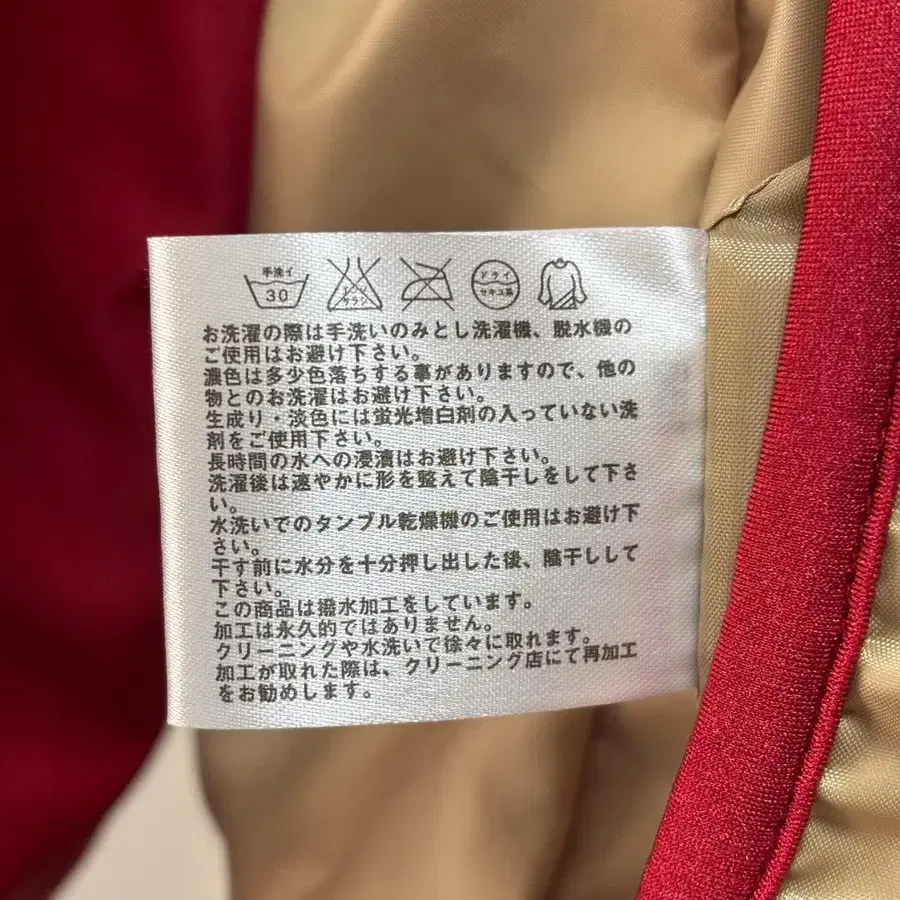 手洗イ
30
エンソ
サラシ
ドライ
セキユ系
お洗濯の際は手洗いのみとし洗濯機、脱水機の
ご使用はお避け下さい。
濃色は多少色落ちする事がありますので、他の
物とのお洗濯はお避け下さい。
生成り・淡色には蛍光増白剤の入っていない洗
剤をご使用下さい。
長時間の水への浸漬はお避け下さい。
洗濯後は速やかに形を整えて陰干しをして下さ
い。
水洗いでのタンブル乾燥機のご使用はお避け下
さい。
干す前に水分を十分押し出した後、陰干しして
下さい。
この商品は撥水加工をしています。
加工は永久的ではありません。
クリーニングや水洗いで徐々に取れます。
加工が取れた際は、クリーニング店にて再加工
をお勧めします。